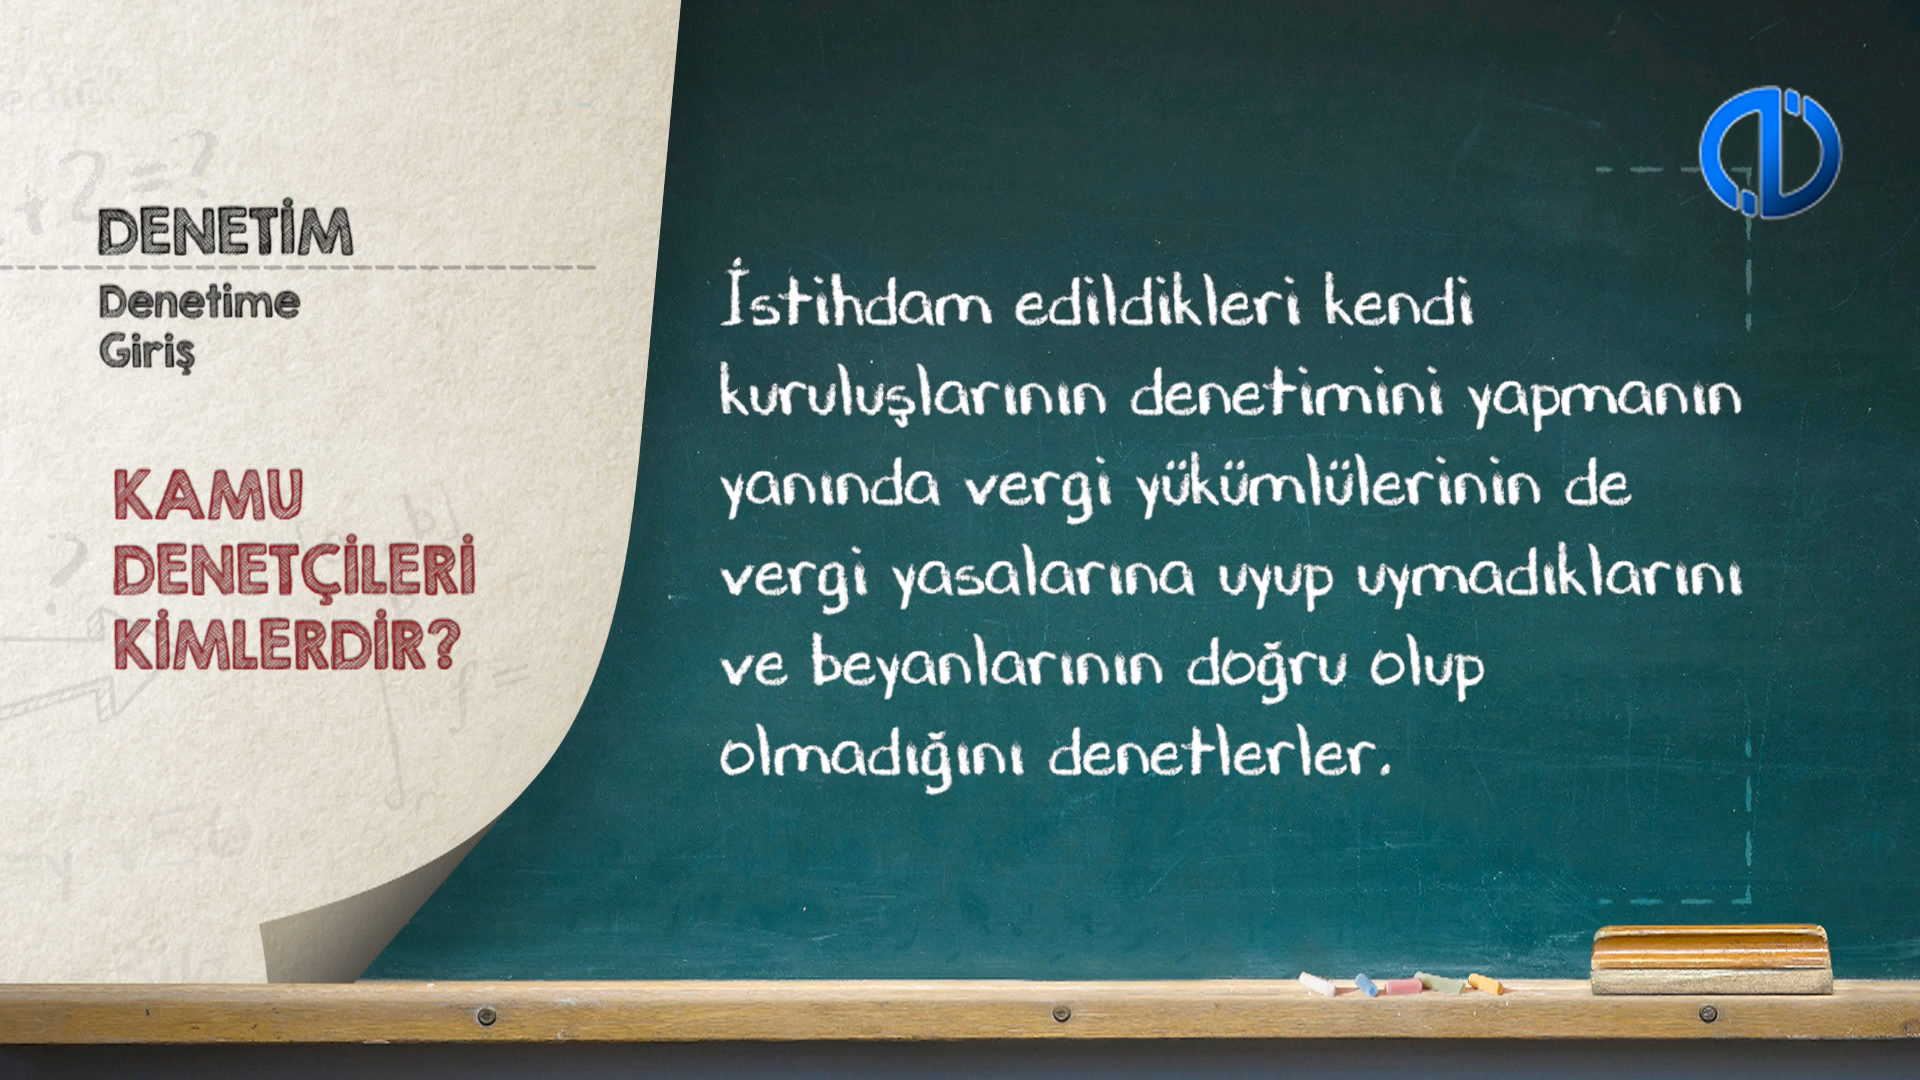 DENETİM
Denetime
Giriş
KAMU
DENETÇİLERİ
KİMLERDİR?
İstihdam edildikleri kendi
kuruluşlarının denetimini yapmanın
yanında vergi yükümlülerinin de
vergi yasalarına uyup uymadıklarını
ve beyanlarının doğru olup
olmadığını denetlerler.